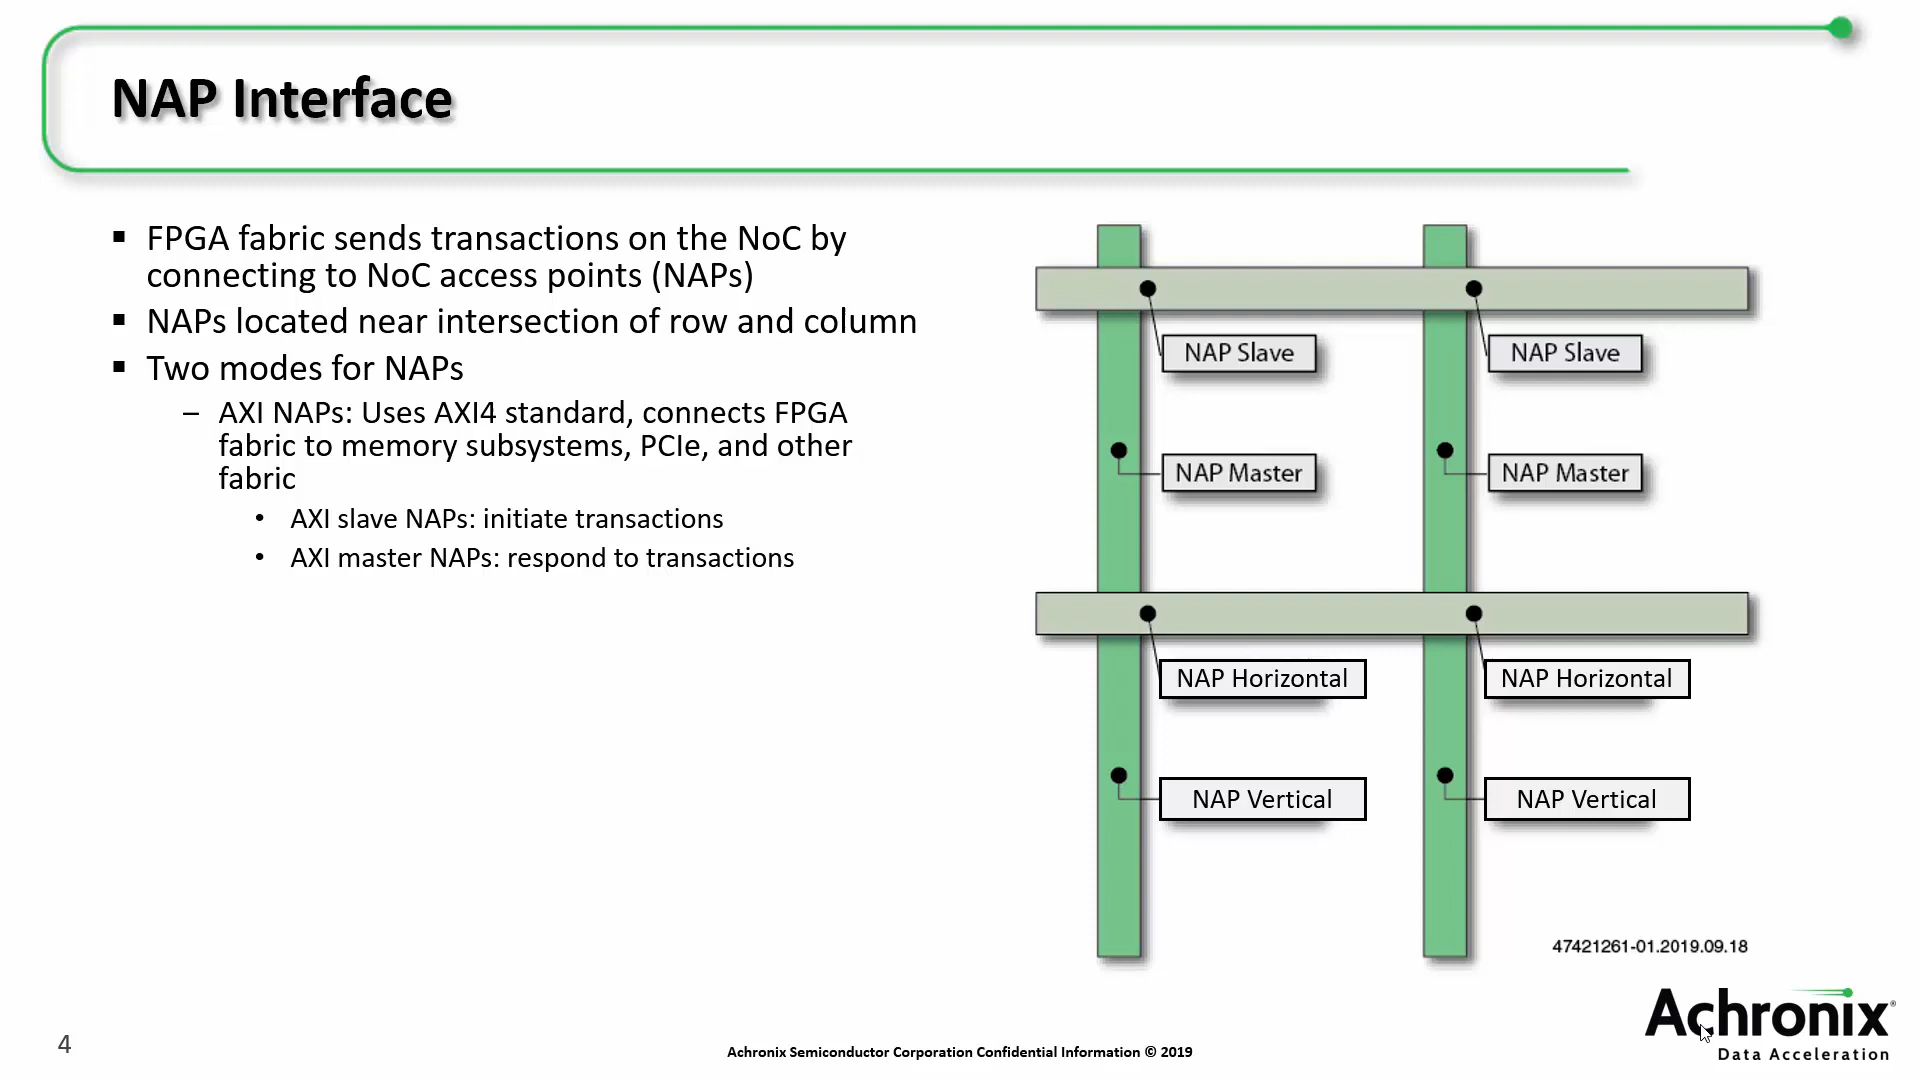 NAP Interface
▪ FPGA fabric sends transactions on the NoC by
connecting to NoC access points (NAPs)
▪ NAPs located near intersection of row and column
▪ Two modes for NAPs
– AXI NAPs: Uses AXI4 standard, connects FPGA
fabric to memory subsystems, PCIe, and other
fabric
• AXI slave NAPs: initiate transactions
• AXI master NAPs: respond to transactions
NAP Slave NAP Slave
NAP Master NAP Master
NAP Horizontal NAP Horizontal
NAP Vertical NAP Vertical
47421261-01.2019.09.18
Achronix®
Data Acceleration
4
Achronix Semiconductor Corporation Confidential Information © 2019